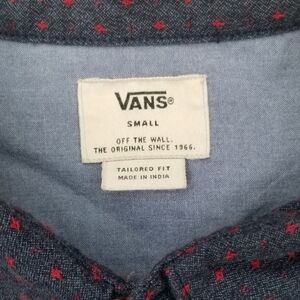 VANS®
SMALL
OFF THE WALL.
THE ORIGINAL SINCE 1966.
TAILORED FIT
MADE IN INDIA